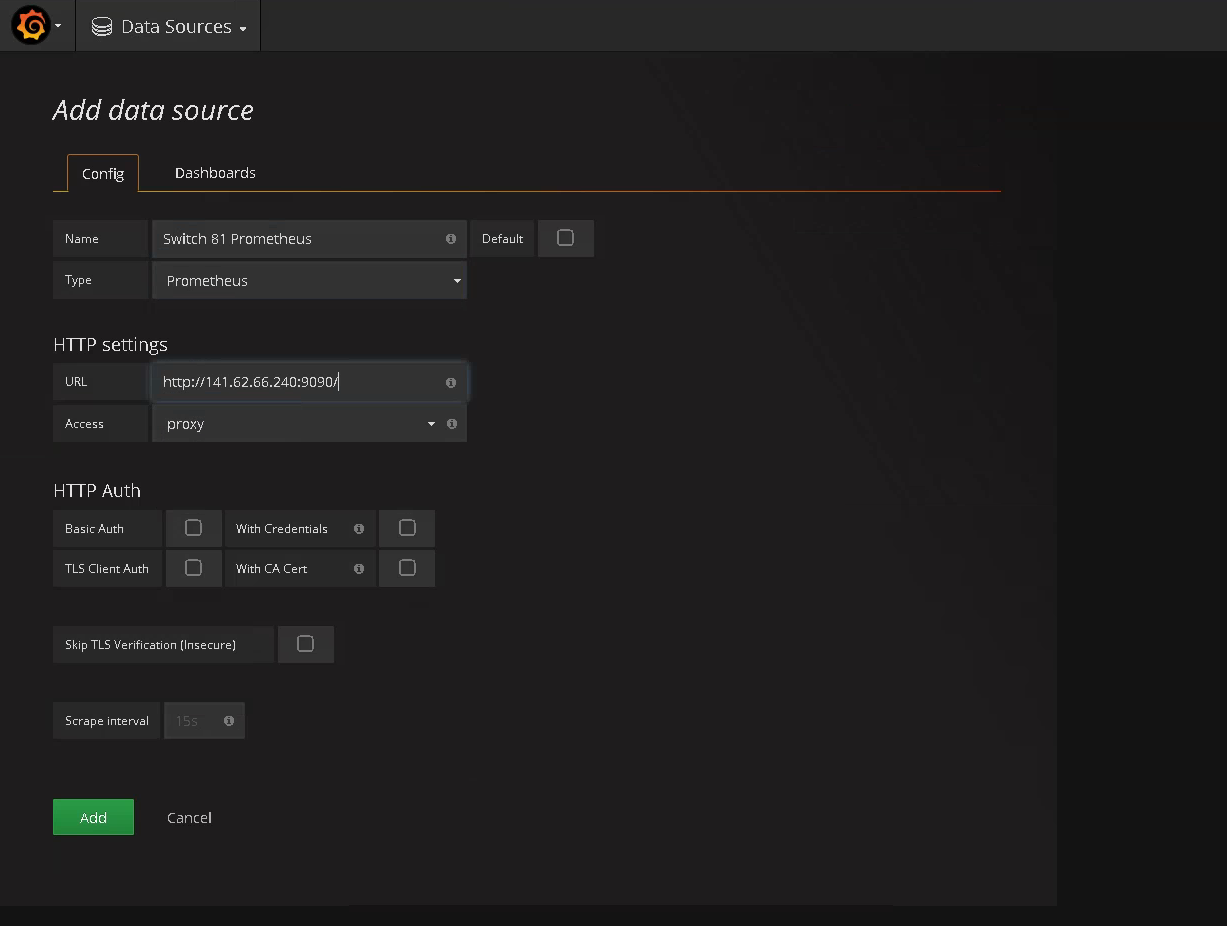 Data Sources
Add data source
Config Dashboards
Name Switch 81 Prometheus Default
Type Prometheus
HTTP settings
URL http://141.62.66.240:9090/
Access proxy
HTTP Auth
Basic Auth With Credentials
TLS Client Auth With CA Cert
Skip TLS Verification (Insecure)
Scrape interval 15s
Add Cancel